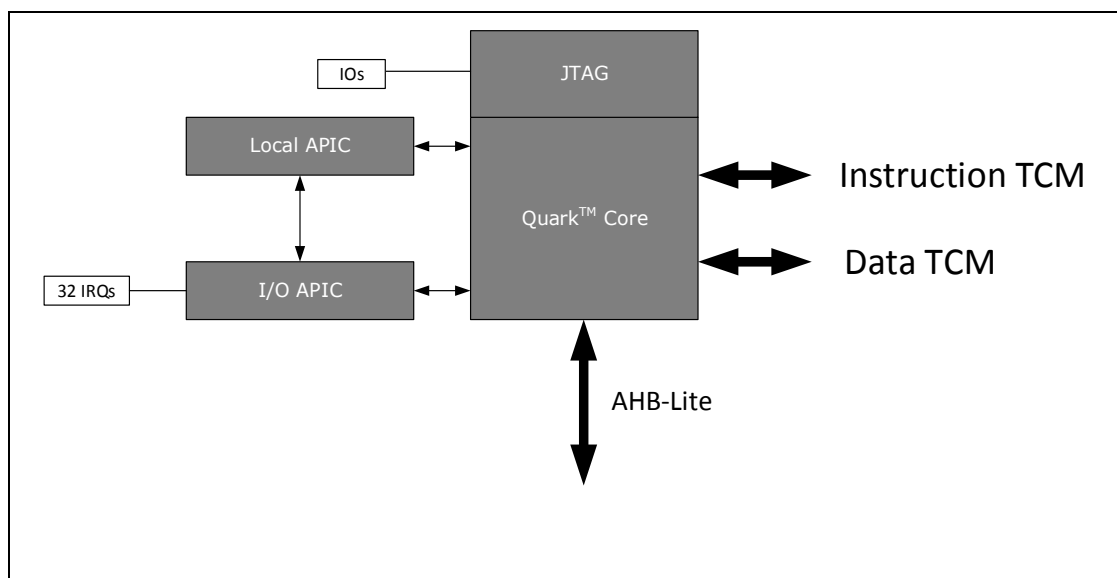 JTAG
IOs
Local APIC
Instruction TCM
Quark™ Core
Data TCM
I/O APIC
32 IRQs
AHB-Lite